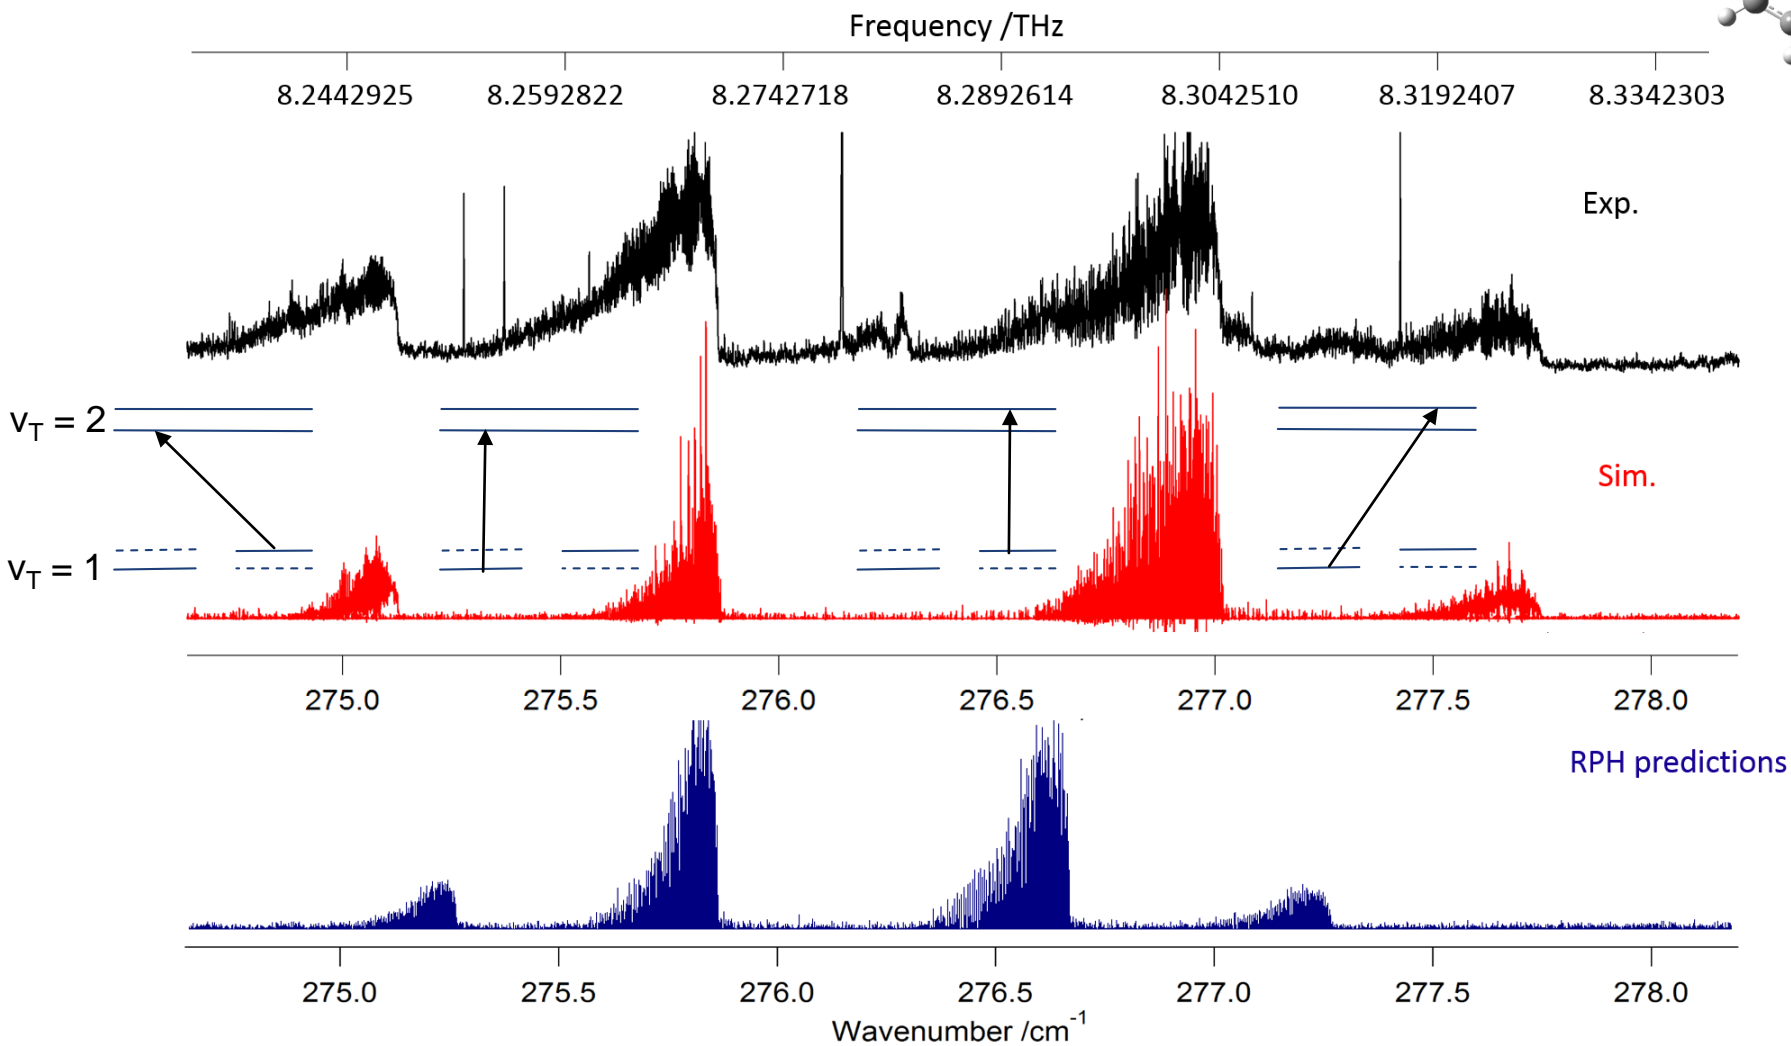 Frequency /THz
8.2442925 8.2592822 8.2742718 8.2892614 8.3042510 8.3192407 8.3342303
Exp.
vT = 2
Sim.
vT = 1
275.0 275.5 276.0 276.5 277.0 277.5 278.0
RPH predictions
275.0 275.5 276.0 276.5 277.0 277.5 278.0
Wavenumber /cm-1